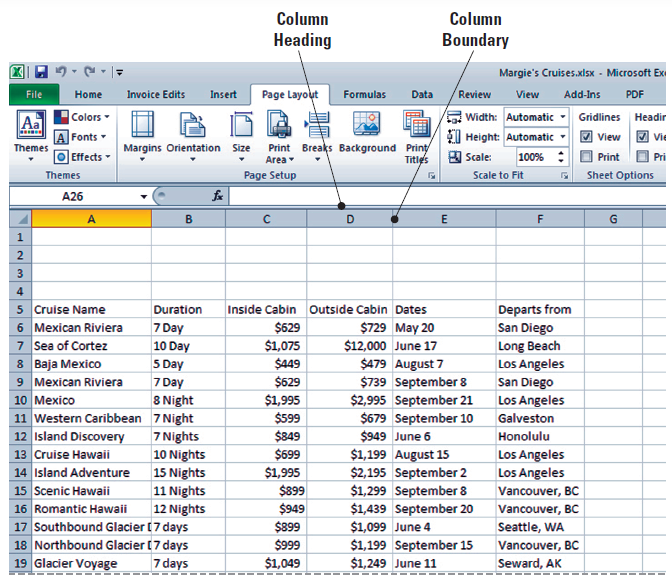 Column Heading
Column Boundary
Margie's Cruises.xlsx - Microsoft Ex
File Home Invoice Edits Insert Page Layout Formulas Data Review View Add-Ins PDF
Themes Colors Fonts Effects
Margins Orientation Size Print Area Breaks Background Print Titles
Width: Automatic
Height: Automatic
Scale: 100%
Gridlines View Print
Headin Vie Pri
Themes Page Setup Scale to Fit Sheet Options
A26 fx
A B C D E F G
1
2
3
4
5 Cruise Name Duration Inside Cabin Outside Cabin Dates Departs from
6 Mexican Riviera 7 Day $629 $729 May 20 San Diego
7 Sea of Cortez 10 Day $1,075 $12,000 June 17 Long Beach
8 Baja Mexico 5 Day $449 $479 August 7 Los Angeles
9 Mexican Riviera 7 Day $629 $739 September 8 San Diego
10 Mexico 8 Night $1,995 $2,995 September 21 Los Angeles
11 Western Caribbean 7 Night $599 $679 September 10 Galveston
12 Island Discovery 7 Nights $849 $949 June 6 Honolulu
13 Cruise Hawaii 10 Nights $699 $1,199 August 15 Los Angeles
14 Island Adventure 15 Nights $1,995 $2,195 September 2 Los Angeles
15 Scenic Hawaii 11 Nights $899 $1,299 September 8 Vancouver, BC
16 Romantic Hawaii 12 Nights $949 $1,439 September 20 Vancouver, BC
17 Southbound Glacier 7 days $899 $1,099 June 4 Seattle, WA
18 Northbound Glacier 7 days $999 $1,199 September 15 Vancouver, BC
19 Glacier Voyage 7 days $1,049 $1,249 June 11 Seward, AK